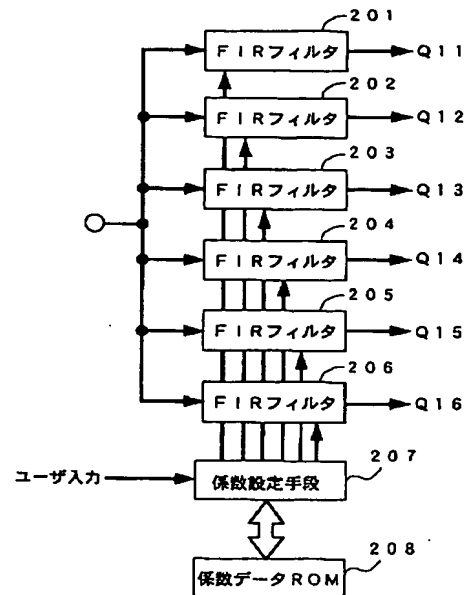 201
FIRフィルタ
Q11
202
FIRフィルタ
Q12
203
FIRフィルタ
Q13
204
FIRフィルタ
Q14
205
FIRフィルタ
Q15
206
FIRフィルタ
Q16
207
ユーザ入力
係数設定手段
208
係数データROM